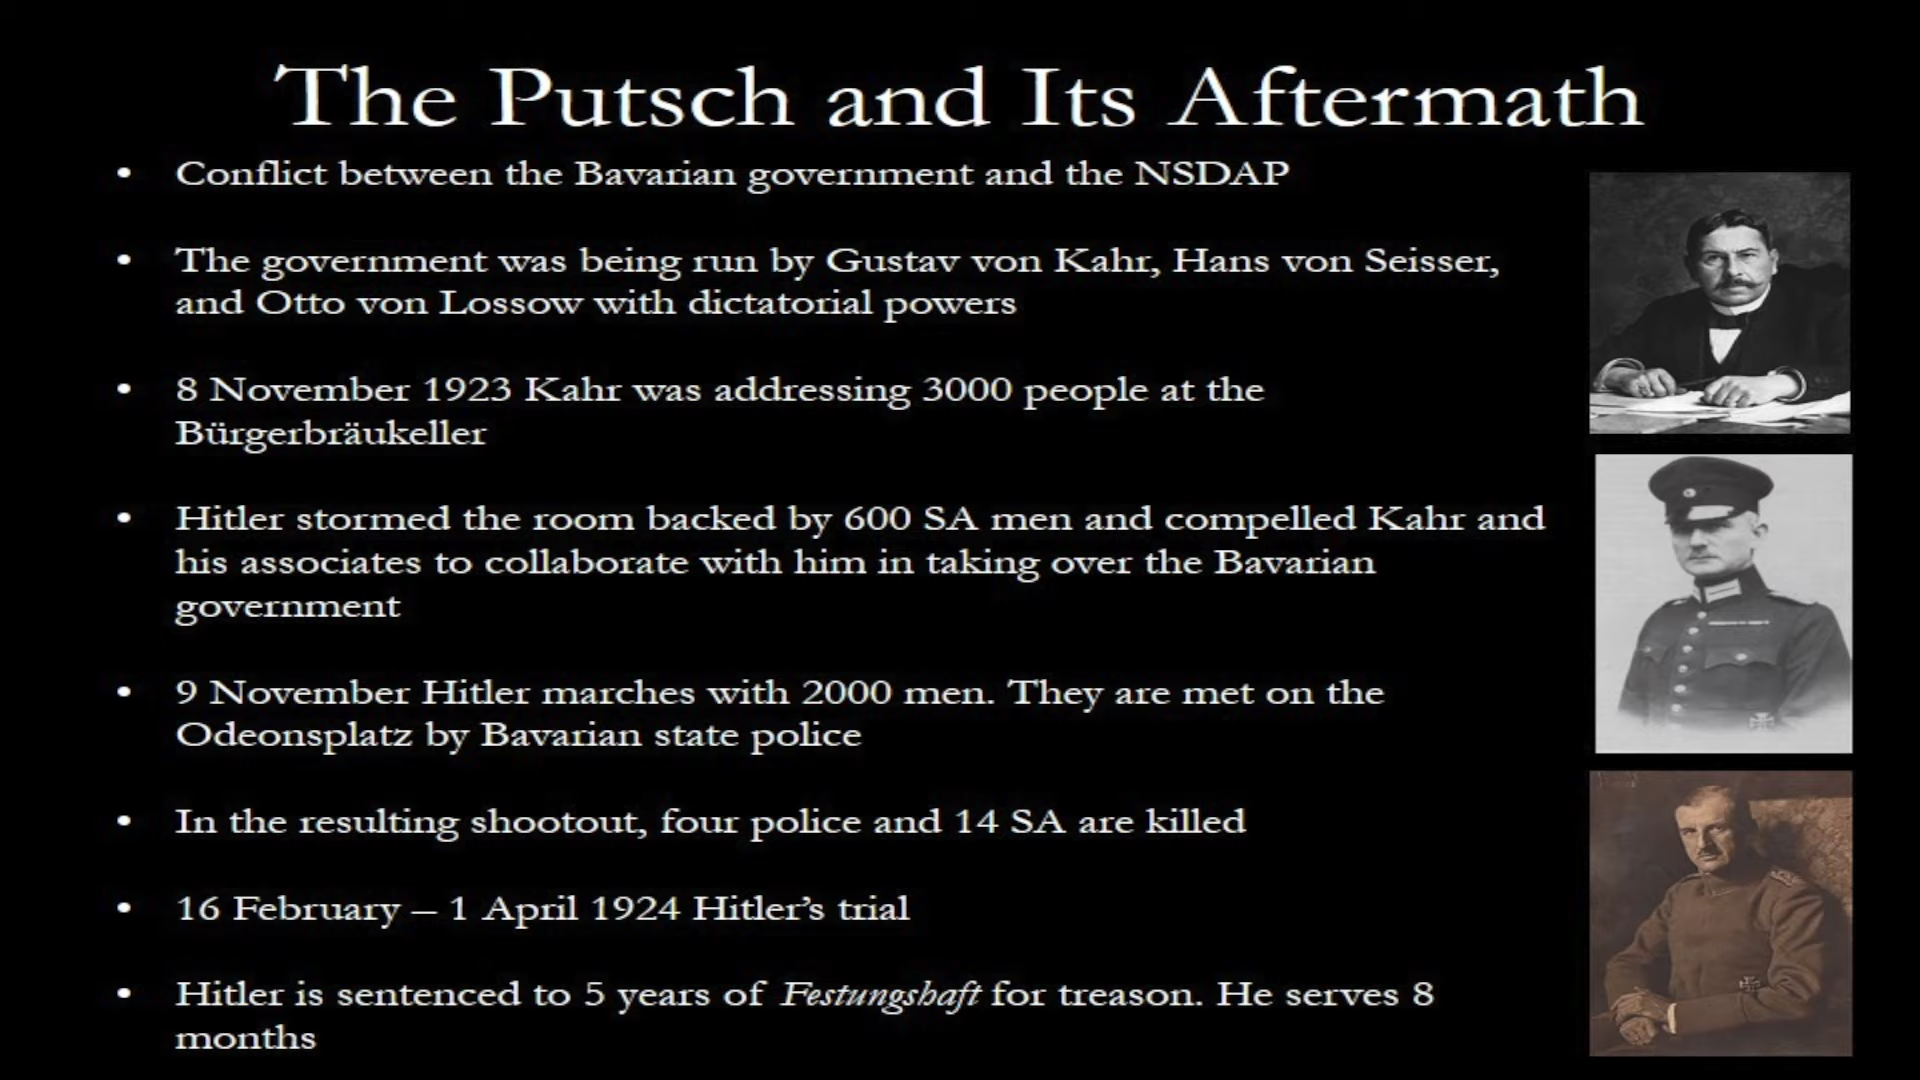 The Putsch and Its Aftermath
• Conflict between the Bavarian government and the NSDAP
• The government was being run by Gustav von Kahr, Hans von Seisser,
and Otto von Lossow with dictatorial powers
• 8 November 1923 Kahr was addressing 3000 people at the
Bürgerbräukeller
• Hitler stormed the room backed by 600 SA men and compelled Kahr and
his associates to collaborate with him in taking over the Bavarian
government
• 9 November Hitler marches with 2000 men. They are met on the
Odeonsplatz by Bavarian state police
• In the resulting shootout, four police and 14 SA are killed
• 16 February – 1 April 1924 Hitler’s trial
• Hitler is sentenced to 5 years of Festungshaft for treason. He serves 8
months